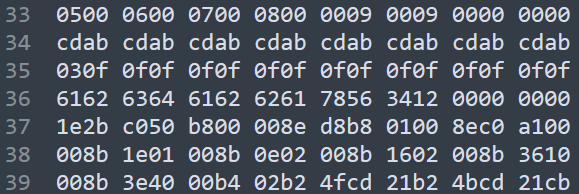 33 0500 0600 0700 0800 0009 0009 0000 0000
34 cdab cdab cdab cdab cdab cdab cdab cdab
35 030f 0f0f 0f0f 0f0f 0f0f 0f0f 0f0f 0f0f
36 6162 6364 6162 6261 7856 3412 0000 0000
37 1e2b c050 b800 008e d8b8 0100 8ec0 a100
38 008b 1e01 008b 0e02 008b 1602 008b 3610
39 008b 3e40 00b4 02b2 4fcd 21b2 4bcd 21cb